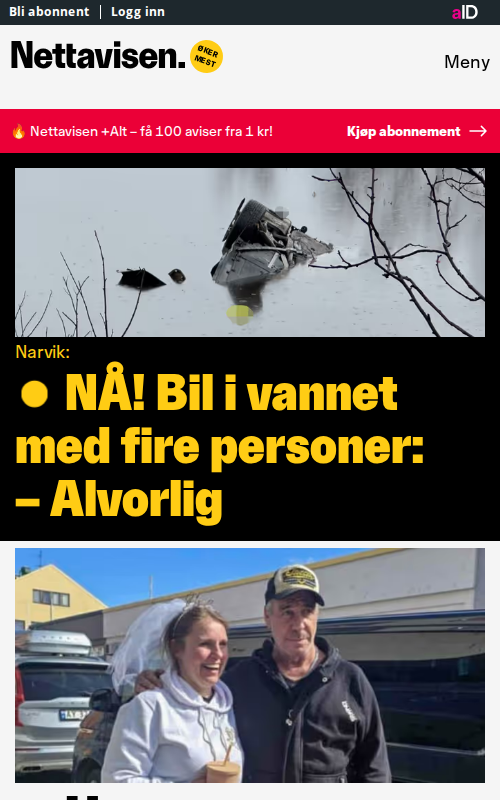 Bli abonnent
Logg inn
aID
Nettavisen.
ØKER
MEST
Meny
🔥 Nettavisen +Alt – få 100 aviser fra 1 kr!
Kjøp abonnement →
Narvik:
NÅ! Bil i vannet
med fire personer:
– Alvorlig